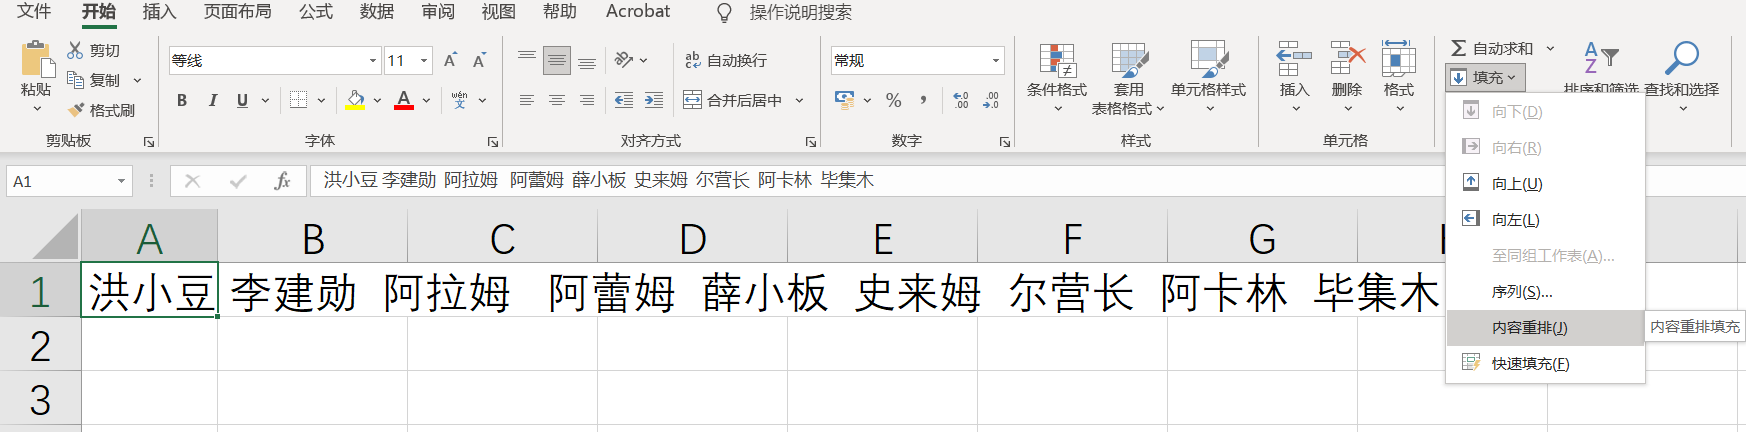 文件 开始 插入 页面布局 公式 数据 审阅 视图 帮助 Acrobat 操作说明搜索
剪切 等线 11 A A ab 自动换行 常规 Σ 自动求和
粘贴 复制 条件格式 套用 单元格样式 插入 删除 格式 填充 排序和筛选 查找和选择
格式刷 B I U A wén 文 合并后居中 % , .00 .0 表格格式
剪贴板 字体 对齐方式 数字 样式 单元格
A1 fx 洪小豆 李建勋 阿拉姆 阿蕾姆 薛小板 史来姆 尔营长 阿卡林 毕集木
A B C D E F G
1 洪小豆 李建勋 阿拉姆 阿蕾姆 薛小板 史来姆 尔营长 阿卡林 毕集木
2
3
向下(D)
向右(R)
向上(U)
向左(L)
至同组工作表(A)...
序列(S)...
内容重排(J) 内容重排填充
快速填充(F)